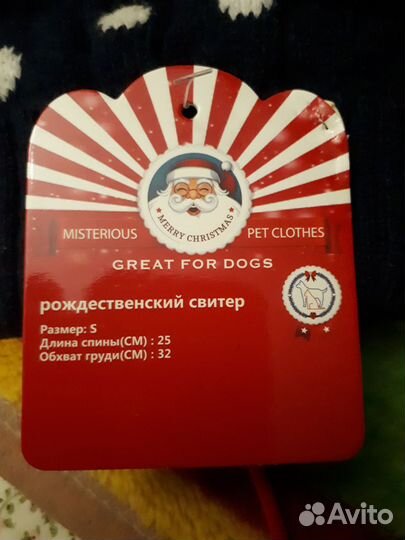 MERRY CHRISTMAS
MISTERIOUS PET CLOTHES
GREAT FOR DOGS
рождественский свитер
Размер: S
Длина спины(СМ) : 25
Обхват груди(СМ) : 32
Avito